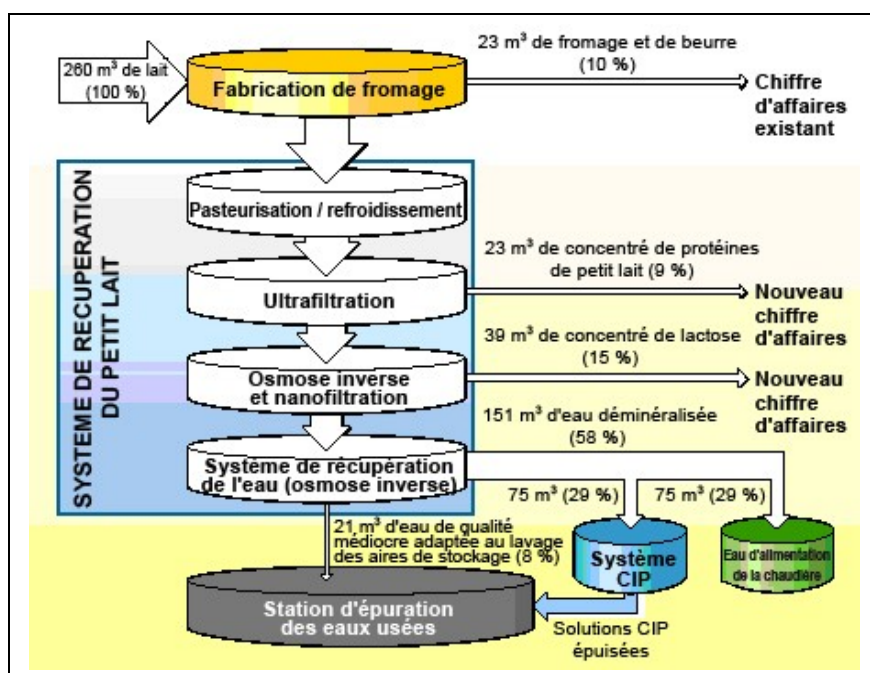 260 m³ de lait
(100 %)
Fabrication de fromage
23 m³ de fromage et de beurre
(10 %)
Chiffre
d'affaires
existant
SYSTEME DE RECUPERATION
DU PETIT LAIT
Pasteurisation / refroidissement
23 m³ de concentré de protéines
de petit lait (9 %)
Ultrafiltration
Nouveau
chiffre
d'affaires
39 m³ de concentré de lactose
(15 %)
Osmose inverse
et nanofiltration
Nouveau
chiffre
d'affaires
151 m³ d'eau déminéralisée
(58 %)
Système de récupération
de l'eau (osmose inverse)
75 m³ (29 %)
75 m³ (29 %)
21 m³ d'eau de qualité
médiocre adaptée au lavage
des aires de stockage (8 %)
Système
CIP
Eau d'alimentation
de la chaudière
Station d'épuration
des eaux usées
Solutions CIP
épuisées